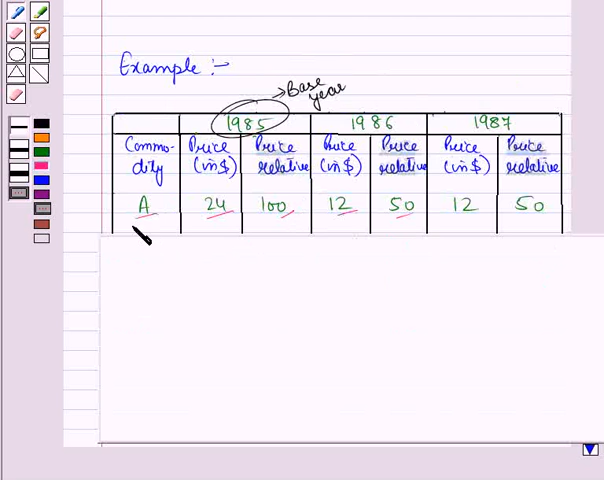 Example :-
→ Base year
1985 1986 1987
Commo- Price Price Price Price Price Price
dity (in $) relative (in $) relative (in $) relative
A 24 100 12 50 12 50